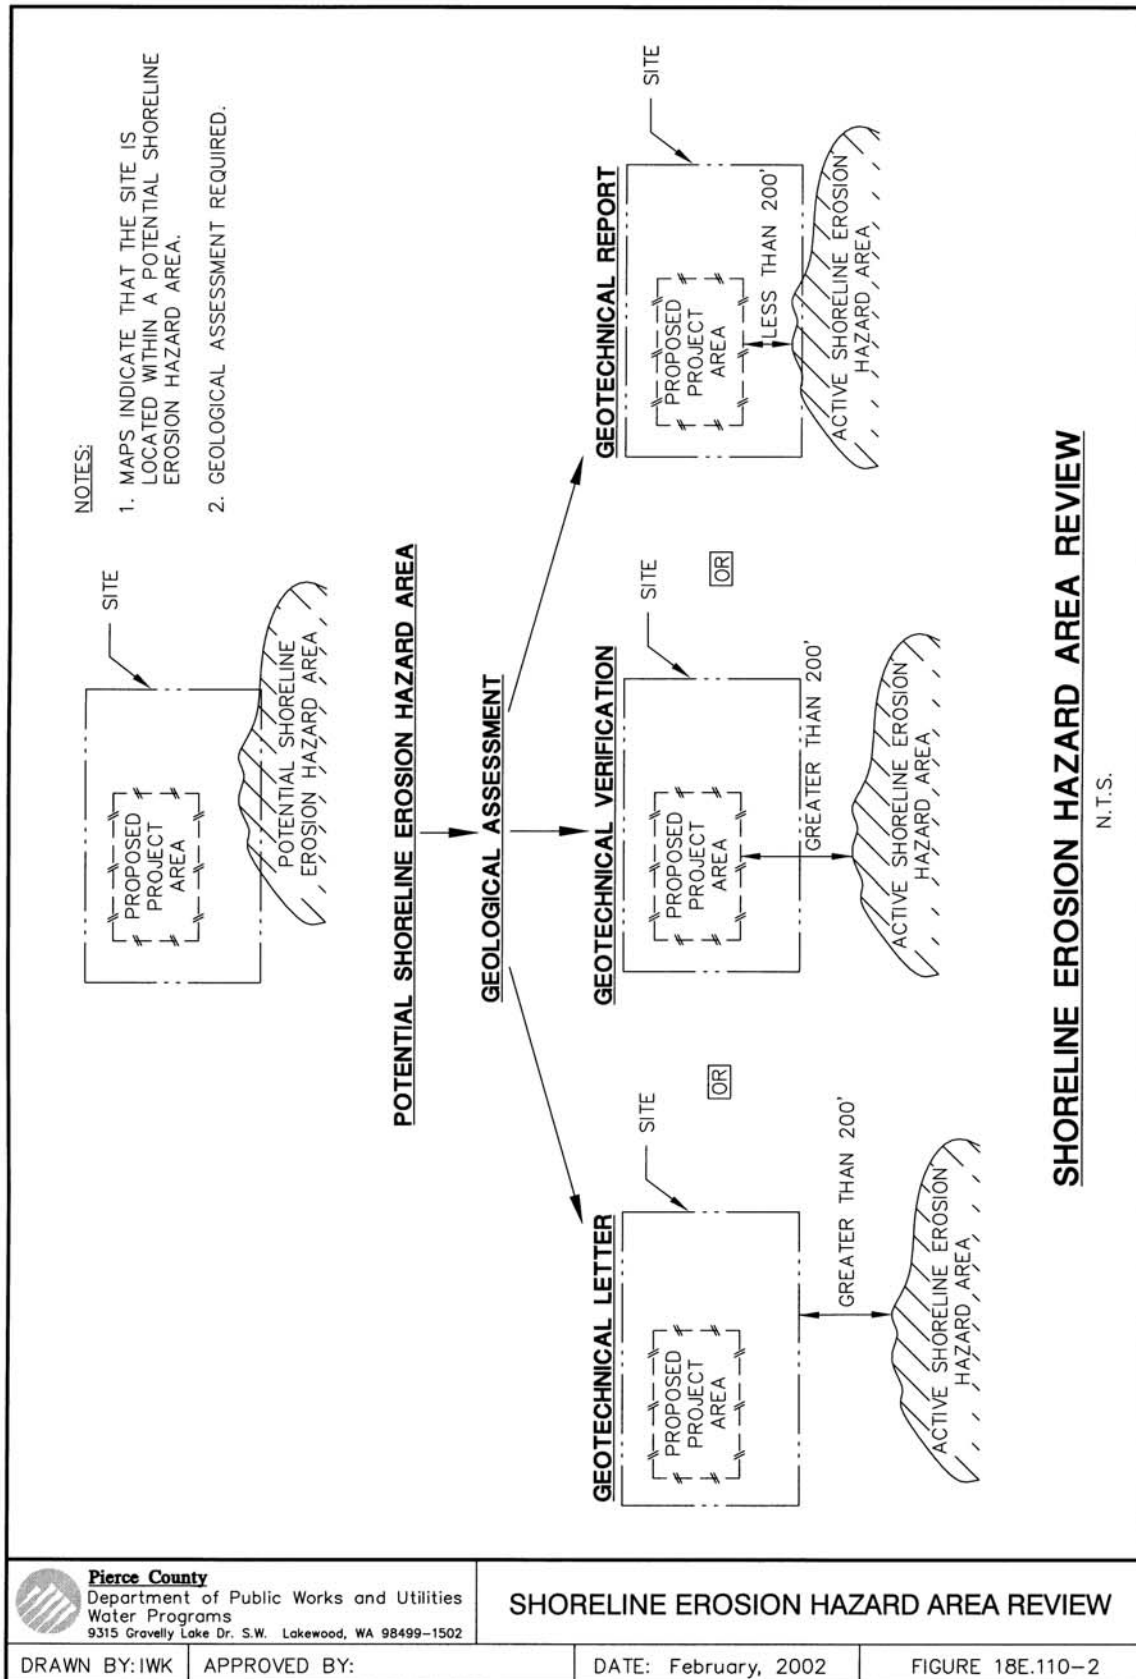 NOTES:
1. MAPS INDICATE THAT THE SITE IS
LOCATED WITHIN A POTENTIAL SHORELINE
EROSION HAZARD AREA.
2. GEOLOGICAL ASSESSMENT REQUIRED.
SITE
PROPOSED
PROJECT
AREA
POTENTIAL SHORELINE
EROSION HAZARD AREA
POTENTIAL SHORELINE EROSION HAZARD AREA
GEOLOGICAL ASSESSMENT
GEOTECHNICAL LETTER
SITE
PROPOSED
PROJECT
AREA
GREATER THAN 200'
ACTIVE SHORELINE EROSION
HAZARD AREA
OR
GEOTECHNICAL VERIFICATION
SITE
PROPOSED
PROJECT
AREA
GREATER THAN 200'
ACTIVE SHORELINE EROSION
HAZARD AREA
OR
GEOTECHNICAL REPORT
SITE
PROPOSED
PROJECT
AREA
LESS THAN 200'
ACTIVE SHORELINE EROSION
HAZARD AREA
SHORELINE EROSION HAZARD AREA REVIEW
N.T.S.
Pierce County
Department of Public Works and Utilities
Water Programs
9315 Gravelly Lake Dr. S.W. Lakewood, WA 98499-1502
SHORELINE EROSION HAZARD AREA REVIEW
DRAWN BY: IWK
APPROVED BY:
DATE: February, 2002
FIGURE 18E.110-2